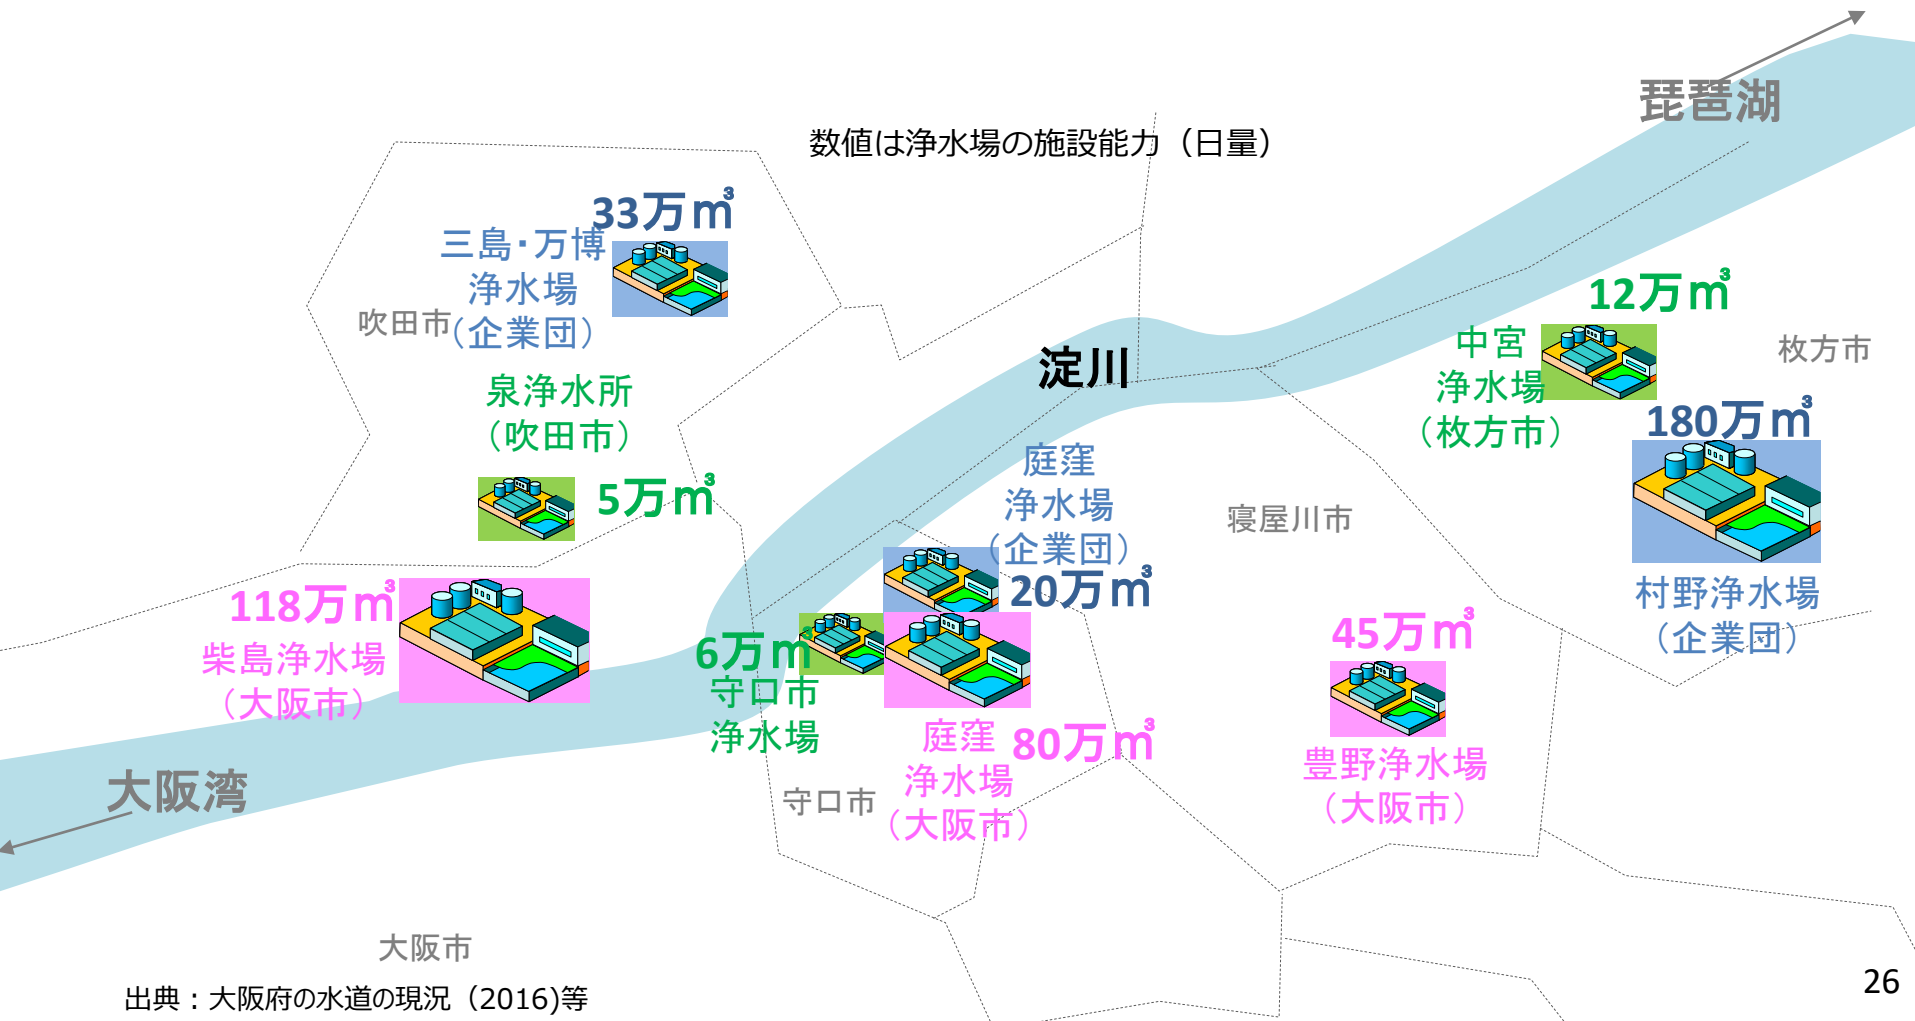 琵琶湖
数値は浄水場の施設能力（日量）
33万㎥
三島・万博
浄水場
（企業団）
吹田市
泉浄水所
（吹田市）
5万㎥
淀川
12万㎥
中宮
浄水場
（枚方市）
枚方市
180万㎥
村野浄水場
（企業団）
庭窪
浄水場
（企業団）
20万㎥
寝屋川市
118万㎥
柴島浄水場
（大阪市）
6万㎥
守口市
浄水場
庭窪
浄水場
（大阪市）
80万㎥
45万㎥
豊野浄水場
（大阪市）
大阪湾
守口市
大阪市
出典：大阪府の水道の現況（2016)等
26